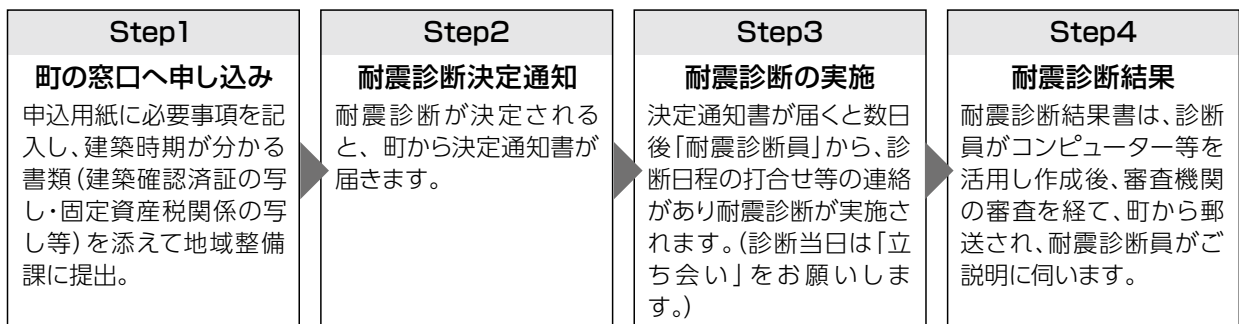 Step1
町の窓口へ申し込み
申込用紙に必要事項を記
入し、建築時期が分かる
書類(建築確認済証の写
し・固定資産税関係の写
し等)を添えて地域整備
課に提出。
Step2
耐震診断決定通知
耐震診断が決定される
と、町から決定通知書が
届きます。
Step3
耐震診断の実施
決定通知書が届くと数日
後「耐震診断員」から、診
断日程の打合せ等の連絡
があり耐震診断が実施さ
れます。(診断当日は「立
ち会い」をお願いしま
す。)
Step4
耐震診断結果
耐震診断結果書は、診断
員がコンピューター等を
活用し作成後、審査機関
の審査を経て、町から郵
送され、耐震診断員がご
説明に伺います。